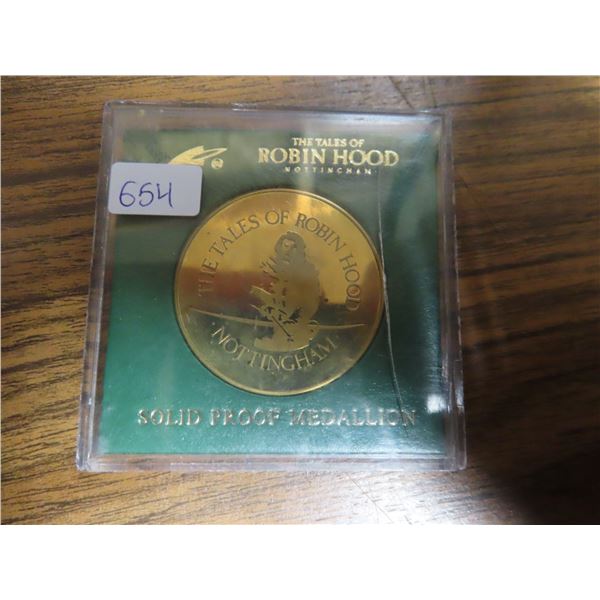 THE TALES OF
ROBIN HOOD
NOTTINGHAM
654
THE TALES OF ROBIN HOOD
· NOTTINGHAM ·
SOLID PROOF MEDALLION